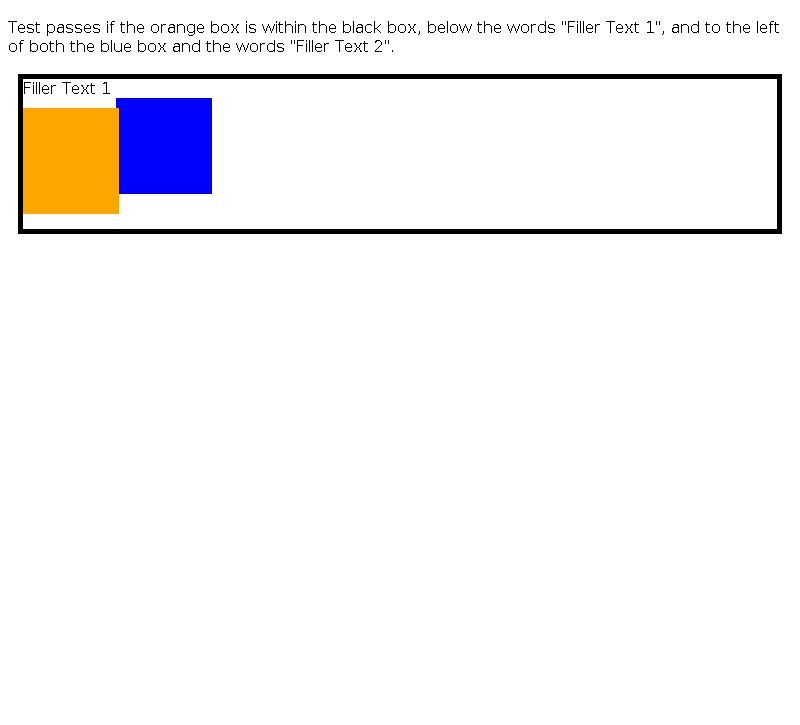 Test passes if the orange box is within the black box, below the words "Filler Text 1", and to the left
of both the blue box and the words "Filler Text 2".
Filler Text 1